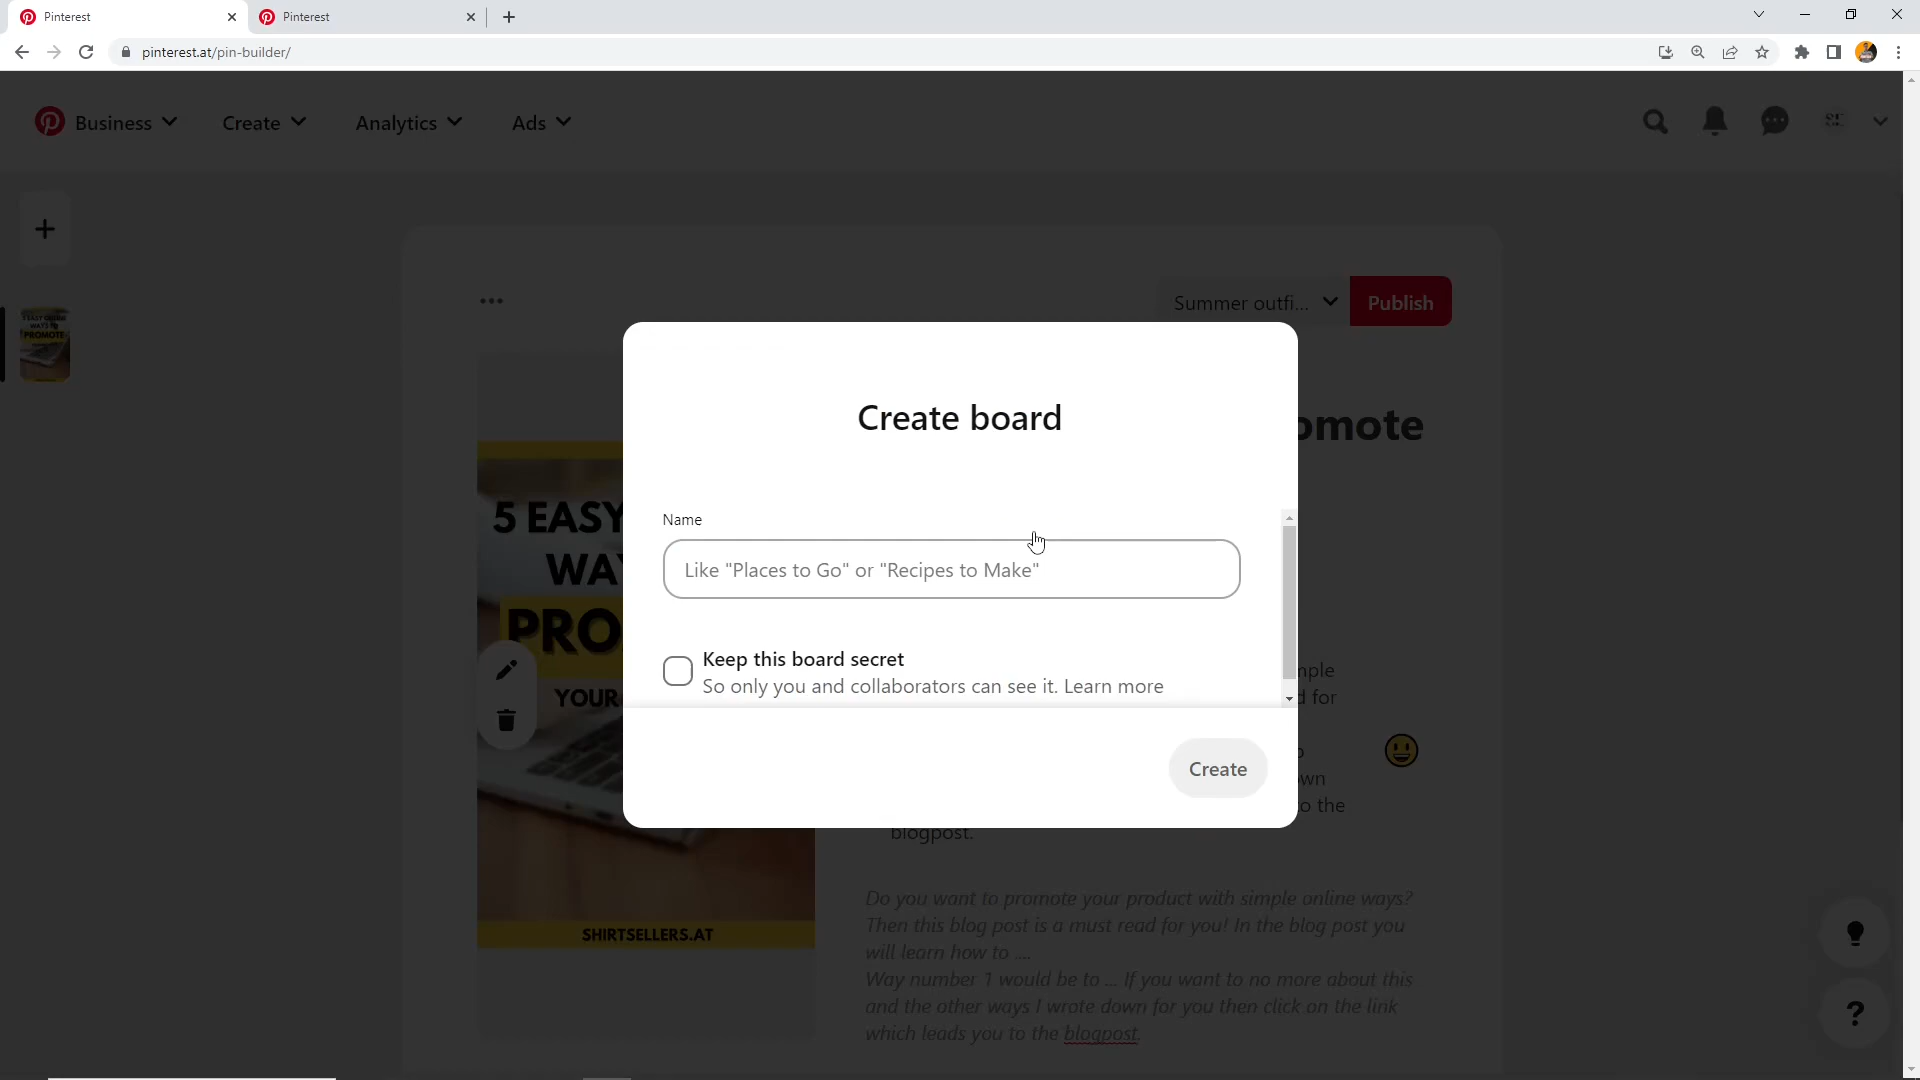 Pinterest
Pinterest
pinterest.at/pin-builder/
Business
Create
Analytics
Ads
SE
Summer outfi...
Publish
PROMOTE
Create board
omote
Name
Like "Places to Go" or "Recipes to Make"
5 EASY
WAY
PRO
YOUR
Keep this board secret
So only you and collaborators can see it. Learn more
Create
SHIRTSELLERS.AT
nple
d for
o
wn
o the
blogpost.
Do you want to promote your product with simple online ways?
Then this blog post is a must read for you! In the blog post you
will learn how to ....
Way number 1 would be to ... If you want to no more about this
and the other ways I wrote down for you then click on the link
which leads you to the blogpost.
?